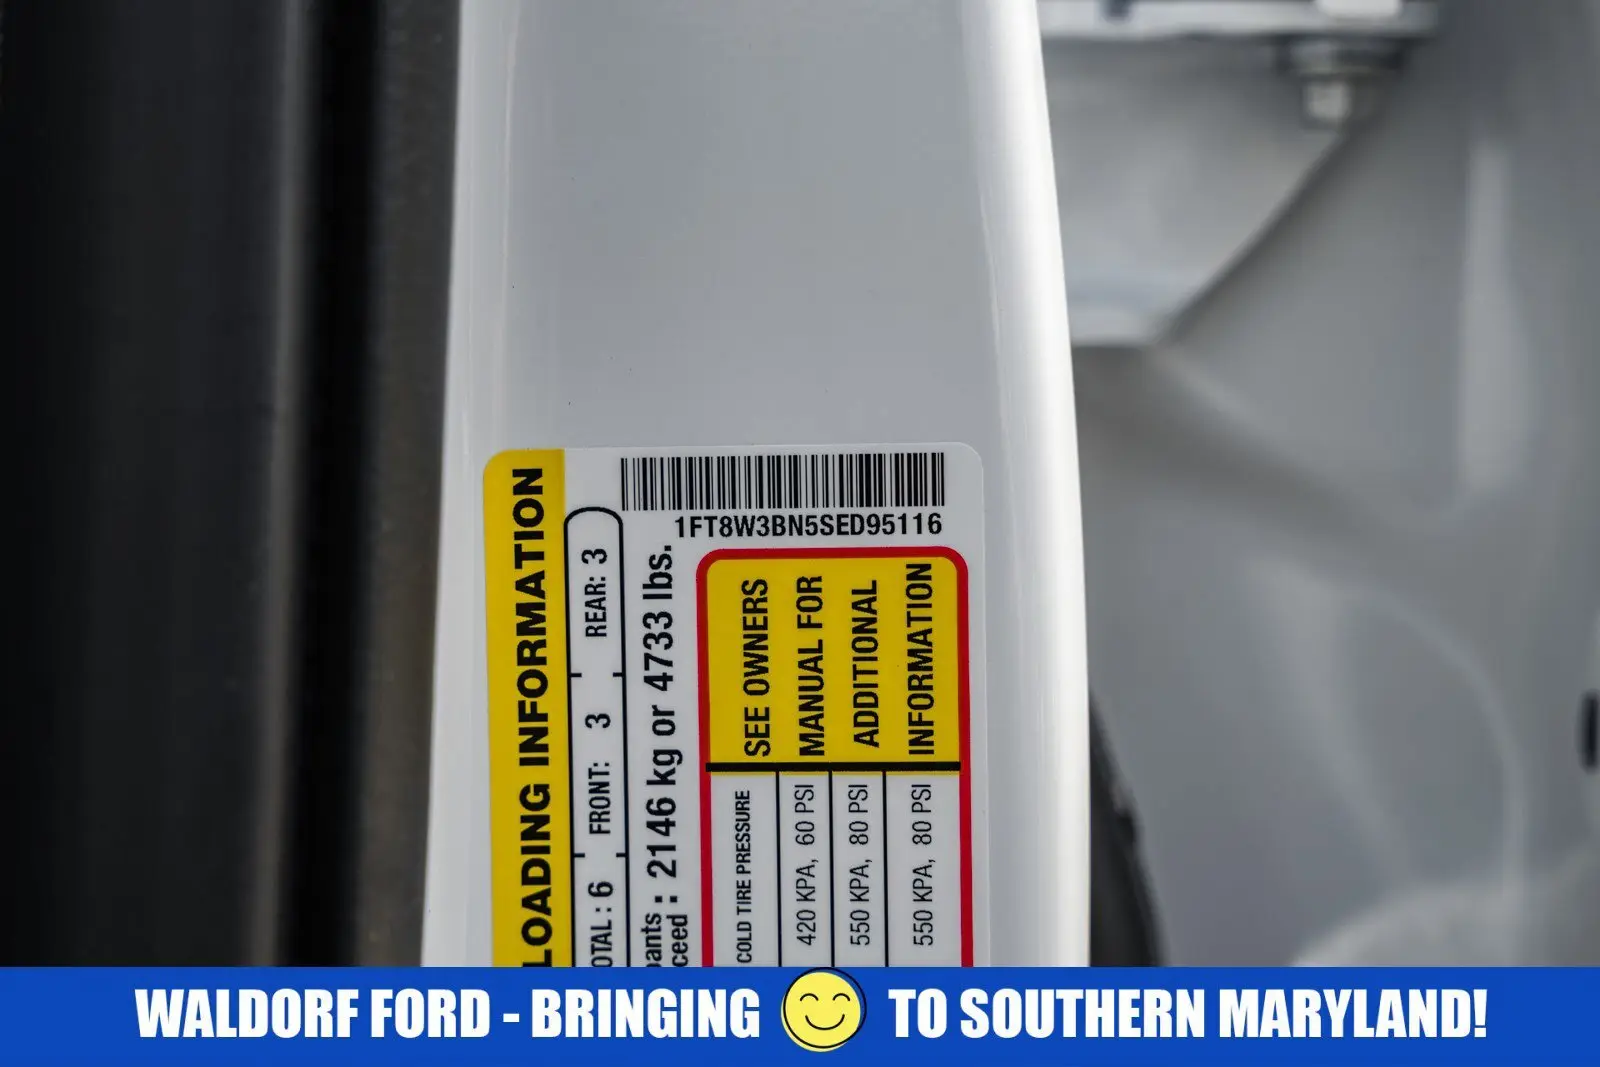 1FT8W3BN5SED95116
LOADING INFORMATION
REAR: 3
FRONT: 3
OTAL : 6
pants : 2146 kg or 4733 lbs.
ceed
SEE OWNERS
MANUAL FOR
ADDITIONAL
INFORMATION
COLD TIRE PRESSURE
420 KPA, 60 PSI
550 KPA, 80 PSI
550 KPA, 80 PSI
WALDORF FORD - BRINGING TO SOUTHERN MARYLAND!